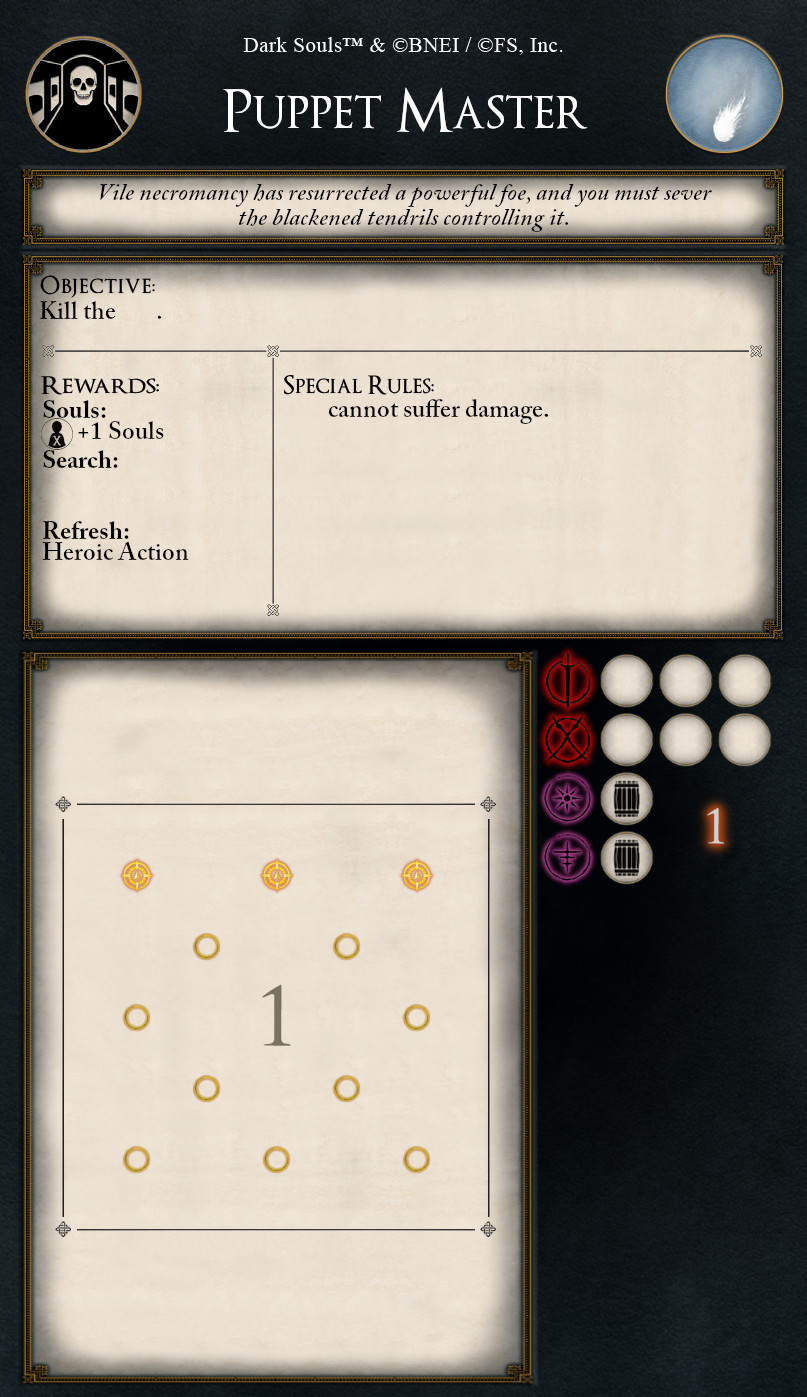 Dark Souls™ & ©BNEI / ©FS, Inc.
Puppet Master
Vile necromancy has resurrected a powerful foe, and you must sever
the blackened tendrils controlling it.
Objective:
Kill the .
Rewards:
Souls:
X +1 Souls
Search:
Refresh:
Heroic Action
Special Rules:
cannot suffer damage.
1
1